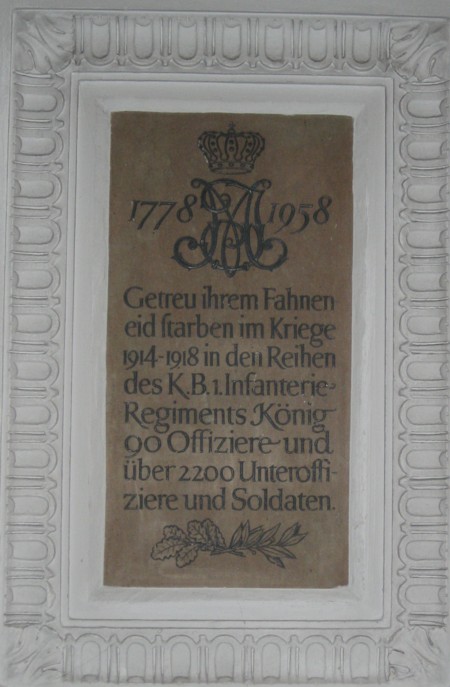 1778 1958
Getreu ihrem Fahnen
eid starben im Kriege
1914-1918 in den Reihen
des K.B.1.Infanterie-
Regiments König
90 Offiziere und
über 2200 Unteroffi-
ziere und Soldaten.